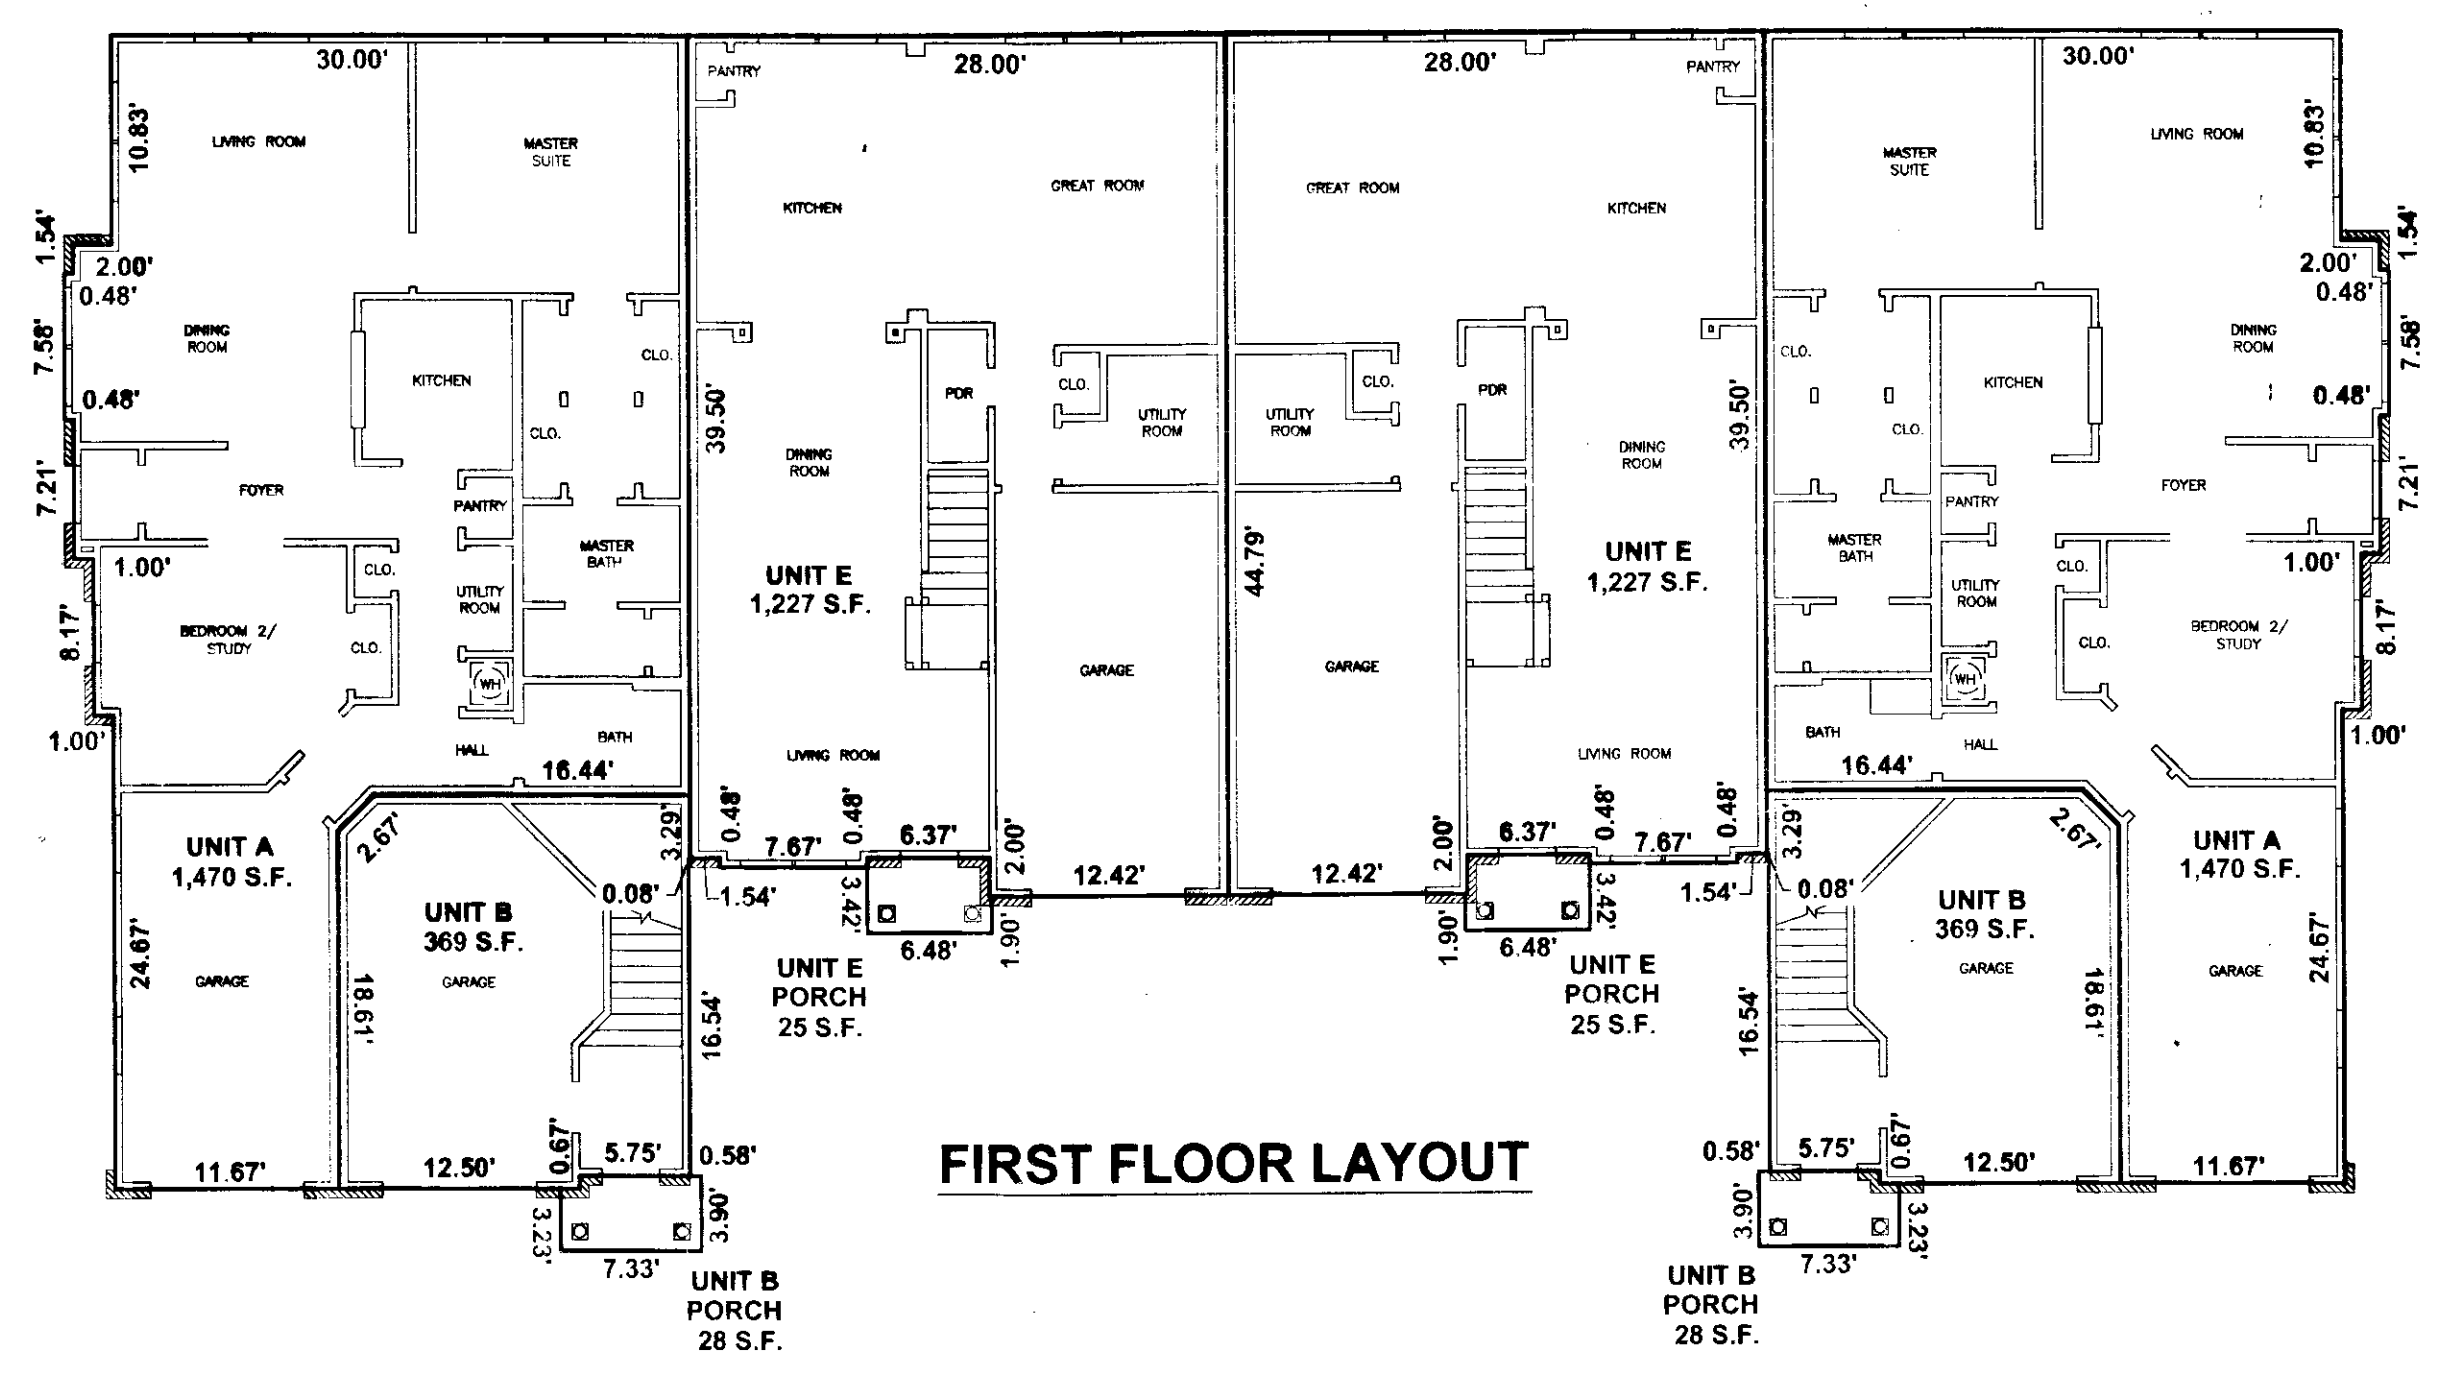 30.00'
28.00'
28.00'
30.00'
PANTRY
PANTRY
10.83'
LIVING ROOM
MASTER
SUITE
KITCHEN
GREAT ROOM
GREAT ROOM
KITCHEN
MASTER
SUITE
LIVING ROOM
10.83'
1.54'
2.00'
0.48'
7.58'
DINING
ROOM
0.48'
KITCHEN
CLO.
CLO.
39.50'
PDR
CLO.
UTILITY
ROOM
UTILITY
ROOM
CLO.
PDR
39.50'
CLO.
CLO.
KITCHEN
DINING
ROOM
1.54'
2.00'
0.48'
7.58'
0.48'
7.21'
FOYER
PANTRY
DINING
ROOM
DINING
ROOM
PANTRY
FOYER
7.21'
1.00'
CLO.
MASTER
BATH
UTILITY
ROOM
UNIT E
1,227 S.F.
44.79'
UNIT E
1,227 S.F.
MASTER
BATH
UTILITY
ROOM
CLO.
1.00'
8.17'
BEDROOM 2/
STUDY
CLO.
WH
GARAGE
GARAGE
WH
CLO.
BEDROOM 2/
STUDY
8.17'
1.00'
HALL
BATH
16.44'
LIVING ROOM
LIVING ROOM
BATH
16.44'
HALL
1.00'
UNIT A
1,470 S.F.
2.67'
3.29'
0.48'
7.67'
0.48'
6.37'
2.00'
12.42'
12.42'
2.00'
6.37'
0.48'
7.67'
0.48'
3.29'
2.67'
UNIT A
1,470 S.F.
UNIT B
369 S.F.
0.08'
1.54'
3.42'
6.48'
1.90'
1.90'
6.48'
3.42'
1.54'
0.08'
UNIT B
369 S.F.
24.67'
GARAGE
18.61'
GARAGE
16.54'
UNIT E
PORCH
25 S.F.
UNIT E
PORCH
25 S.F.
16.54'
GARAGE
18.61'
GARAGE
24.67'
11.67'
12.50'
0.67'
5.75'
0.58'
FIRST FLOOR LAYOUT
0.58'
5.75'
0.67'
12.50'
11.67'
3.23'
7.33'
3.90'
3.90'
7.33'
3.23'
UNIT B
PORCH
28 S.F.
UNIT B
PORCH
28 S.F.